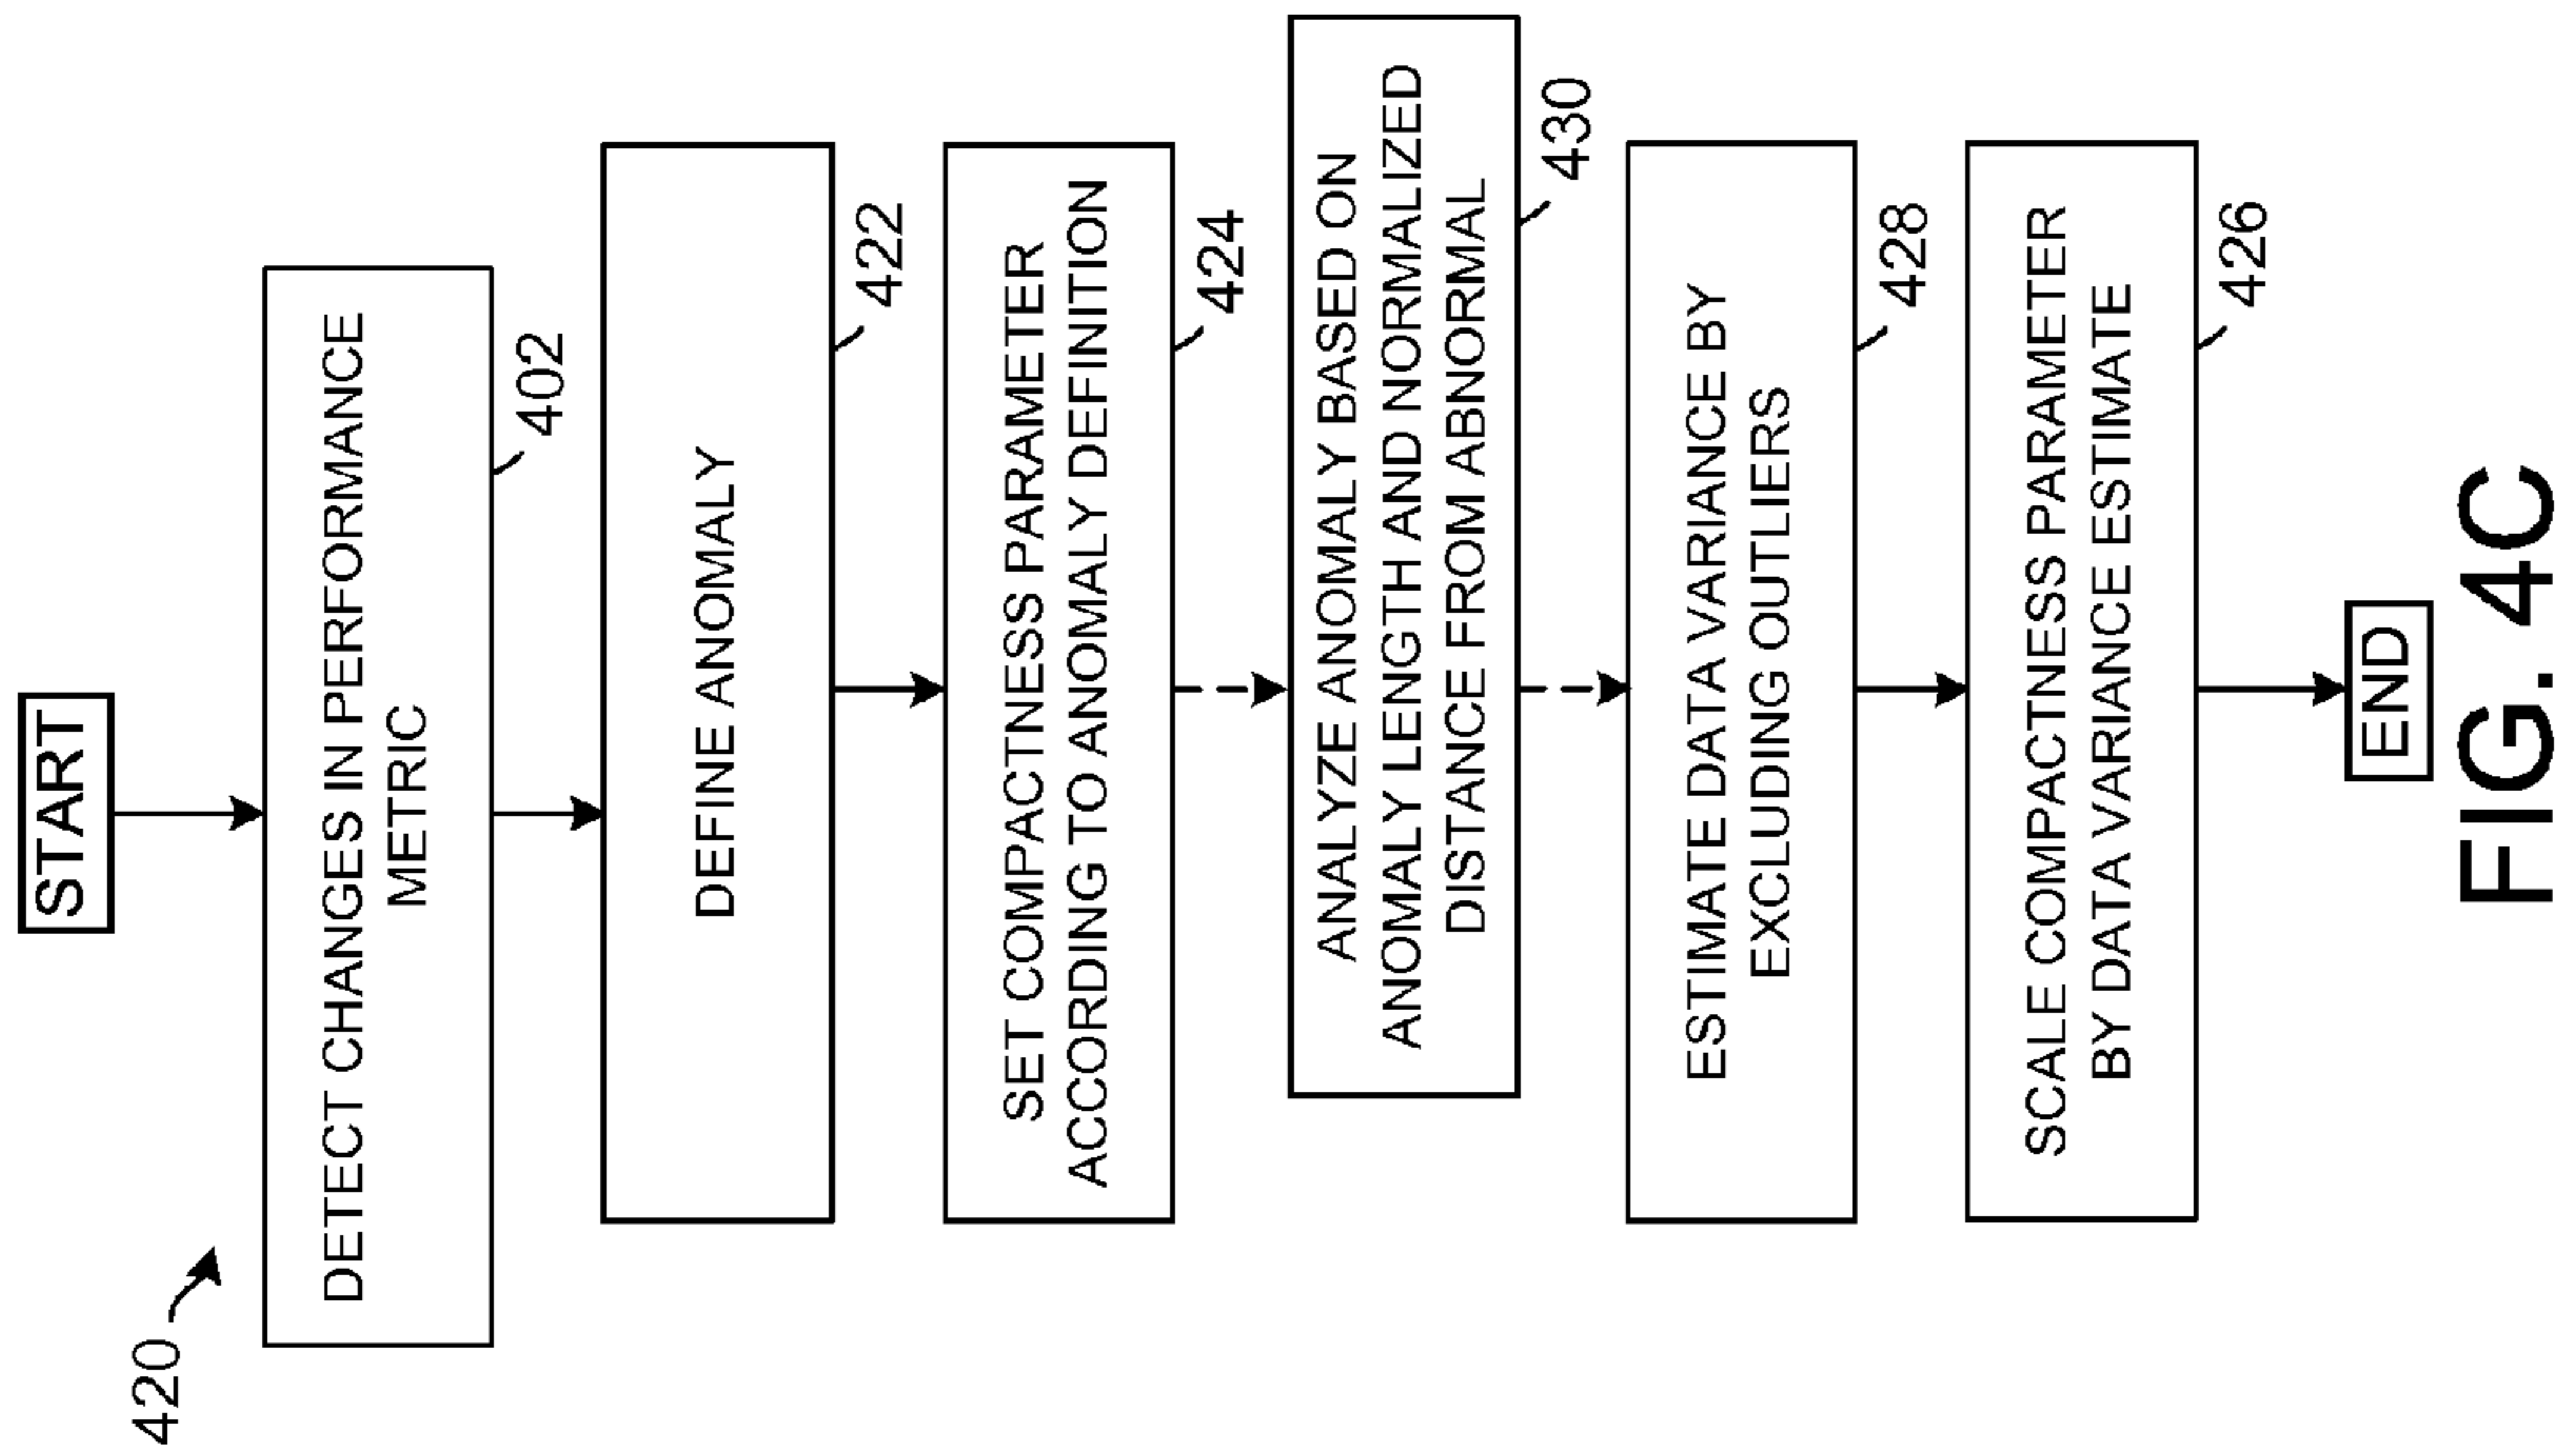 420
START
DETECT CHANGES IN PERFORMANCE
METRIC
402
DEFINE ANOMALY
422
SET COMPACTNESS PARAMETER
ACCORDING TO ANOMALY DEFINITION
424
ANALYZE ANOMALY BASED ON
ANOMALY LENGTH AND NORMALIZED
DISTANCE FROM ABNORMAL
430
ESTIMATE DATA VARIANCE BY
EXCLUDING OUTLIERS
428
SCALE COMPACTNESS PARAMETER
BY DATA VARIANCE ESTIMATE
426
END
FIG. 4C